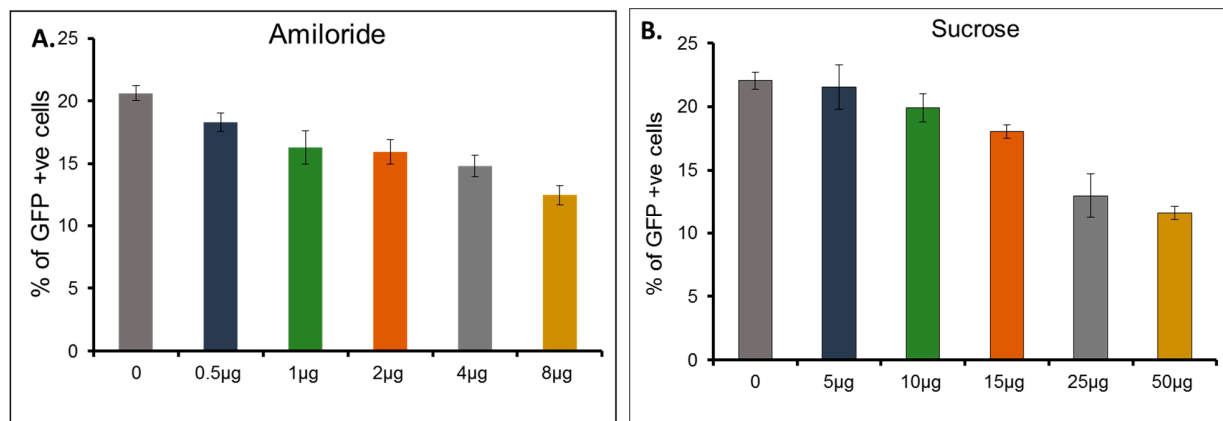 A.
Amiloride
% of GFP +ve cells
25
20
15
10
5
0
0 0.5µg 1µg 2µg 4µg 8µg
B.
Sucrose
% of GFP +ve cells
25
20
15
10
5
0
0 5µg 10µg 15µg 25µg 50µg